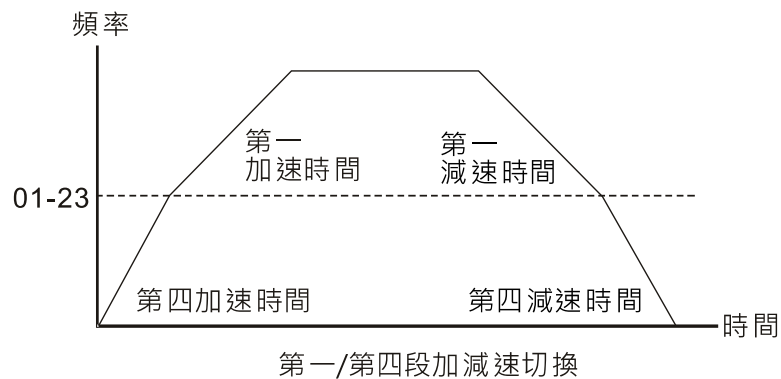 頻率
第一
加速時間
第一
減速時間
01-23
第四加速時間
第四減速時間
時間
第一/第四段加減速切換